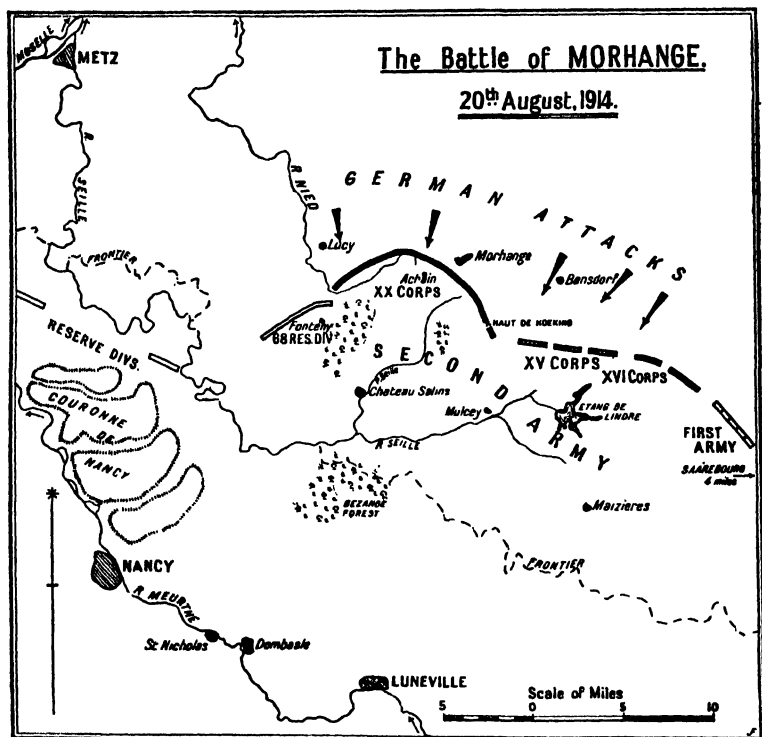 The Battle of MORHANGE.
20th August, 1914.
MOSELLE
METZ
R. SEILLE
R NIED
GERMAN ATTACKS
Lucy
Morhange
Bensdorf
FRONTIER
XX CORPS
HAUT DE KOEKING
Fonteny
68 RES. DIV.
RESERVE DIVS.
SECOND ARMY
XV CORPS
XVI CORPS
Chateau Salins
COURONNE
DE
NANCY
Mulcey
ETANG DE
LINDRE
R SEILLE
FIRST
ARMY
SAAREBOURG
4 miles
BEZANGE
FOREST
Maizieres
FRONTIER
NANCY
R MEURTHE
St. Nicholas
Dombasle
LUNEVILLE
Scale of Miles
5 0 5 10